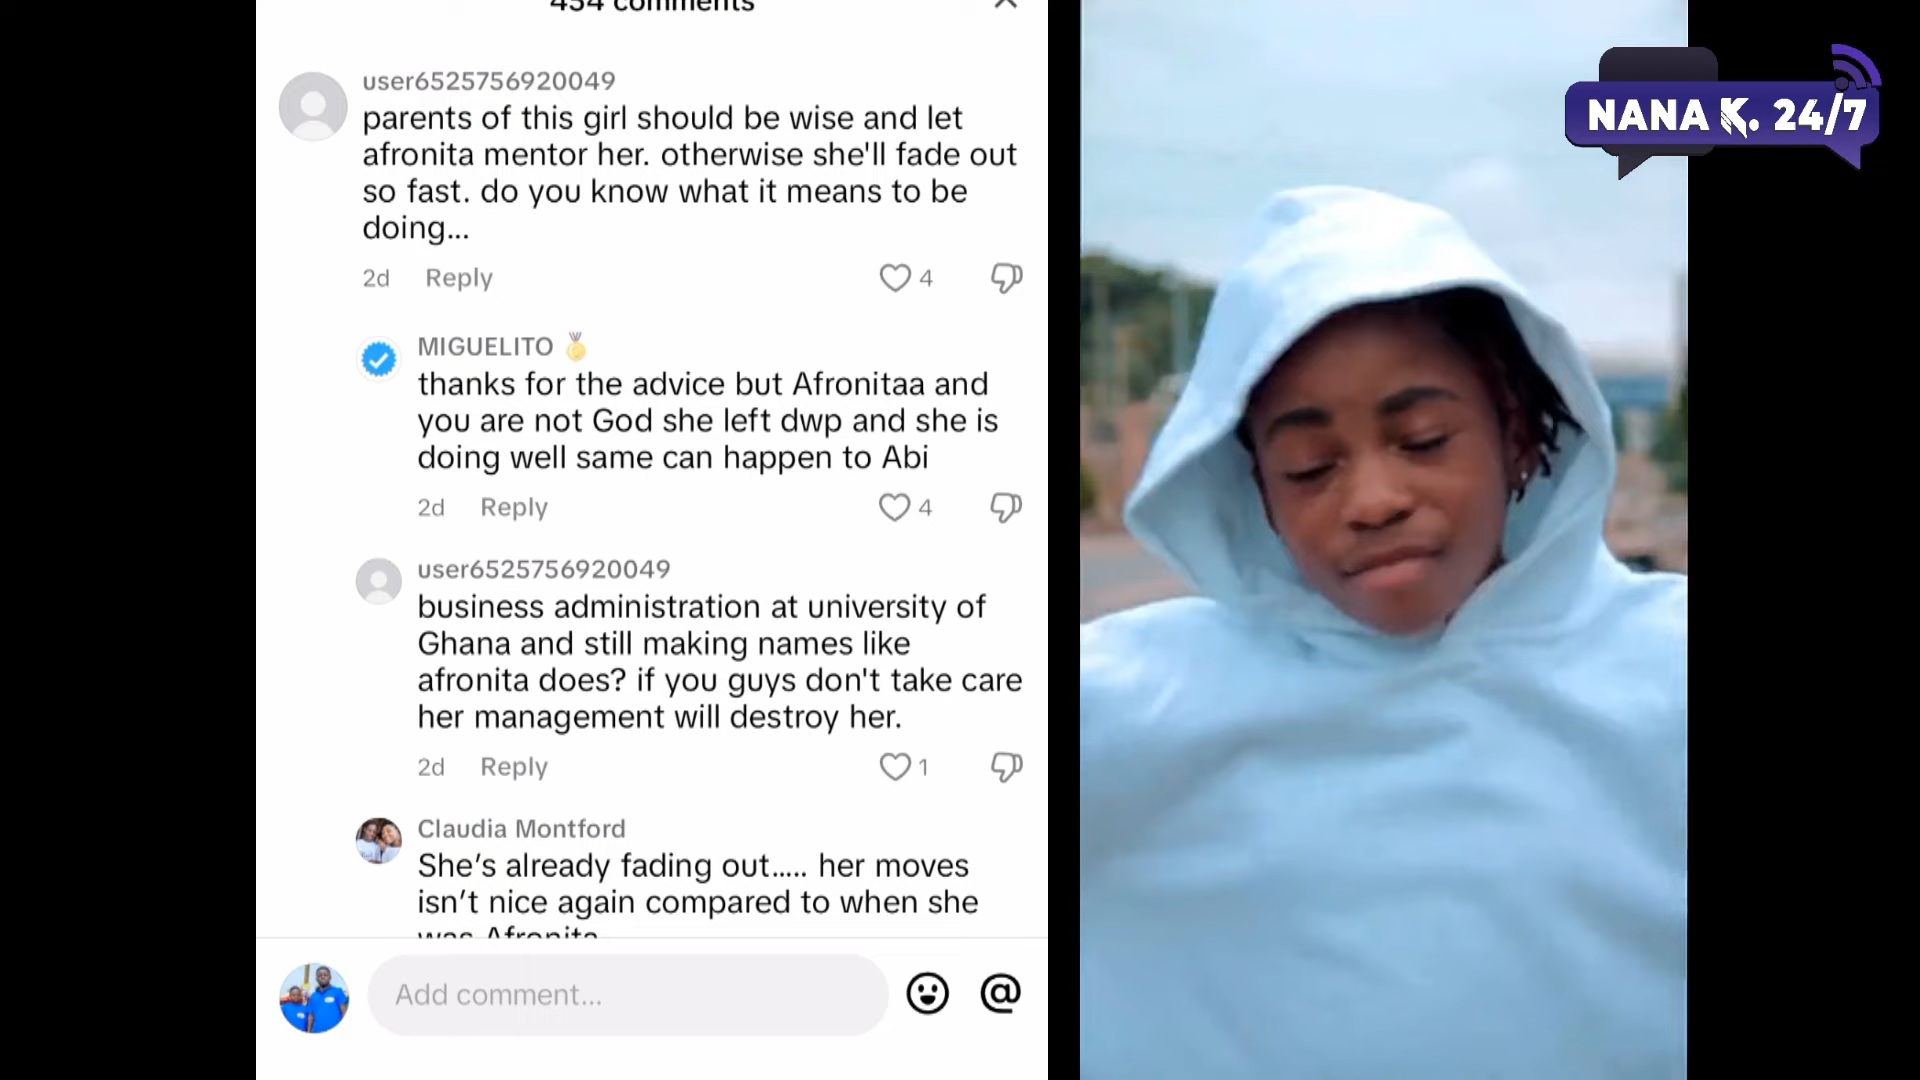 454 comments
user6525756920049
parents of this girl should be wise and let
afronita mentor her. otherwise she'll fade out
so fast. do you know what it means to be
doing...
2d Reply 4
MIGUELITO 🏅
thanks for the advice but Afronitaa and
you are not God she left dwp and she is
doing well same can happen to Abi
2d Reply 4
user6525756920049
business administration at university of
Ghana and still making names like
afronita does? if you guys don't take care
her management will destroy her.
2d Reply 1
Claudia Montford
She’s already fading out..... her moves
isn’t nice again compared to when she
was Afronita
Add comment...
NANA K. 24/7